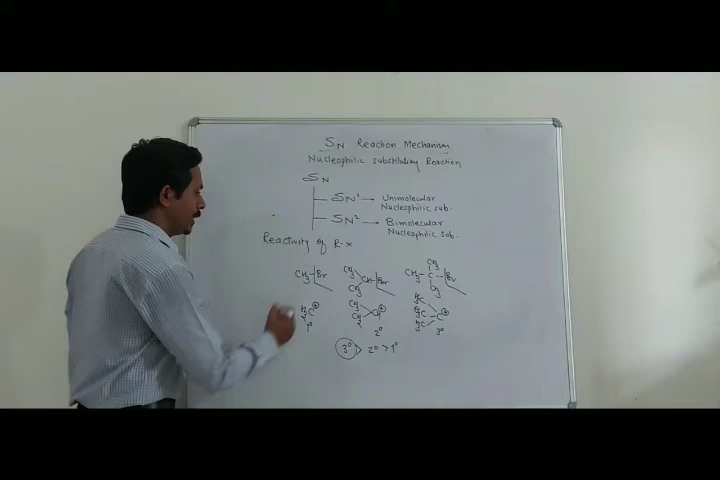 SN Reaction Mechanism
Nucleophilic substitution Reaction
SN
SN¹ → Unimolecular
Nucleophilic sub.
SN² → Bimolecular
Nucleophilic sub.
Reactivity of R-X
CH3 Br CH3 CH3 CH Br CH3 CH3 C CH3 Br
H3C⊕ CH3 CH3 C⊕ H3C H3C H3C C⊕
1° 2° 3°
3° > 2° > 1°